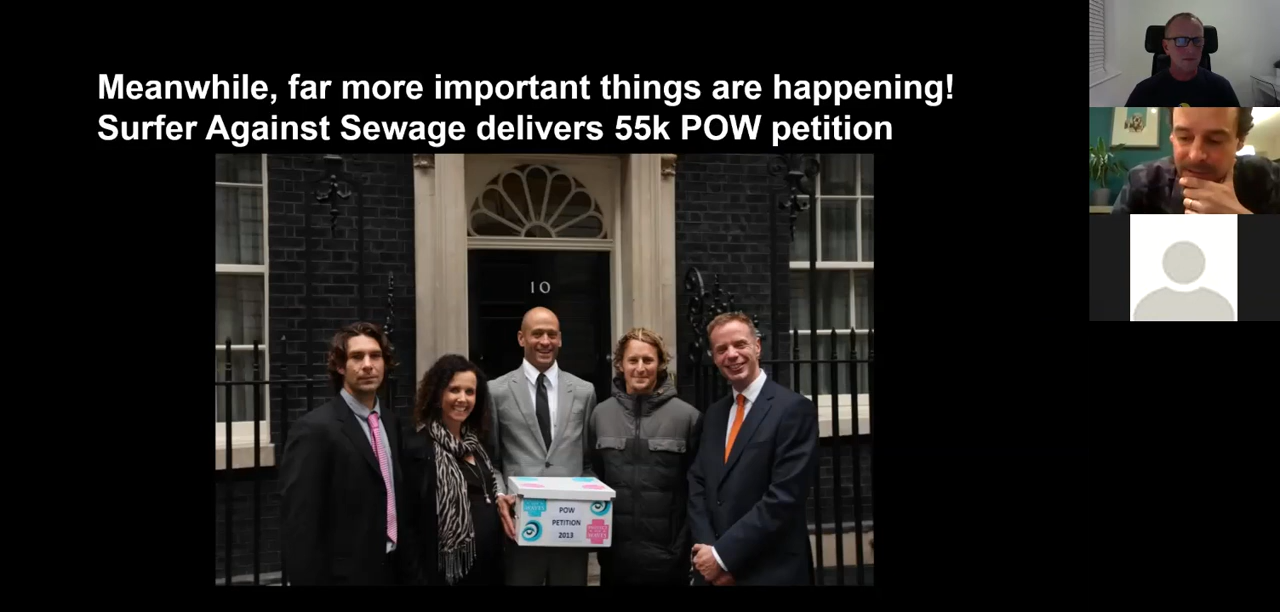 Meanwhile, far more important things are happening!
Surfer Against Sewage delivers 55k POW petition
10
POW
PETITION
2013